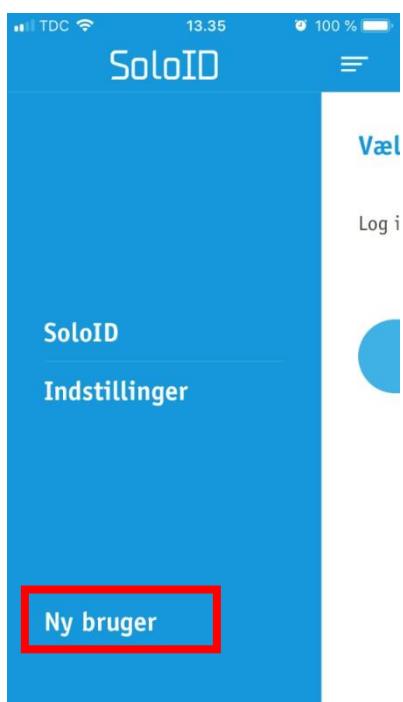 TDC 13.35 100 %
SoloID
Væl
Log i
SoloID
Indstillinger
Ny bruger